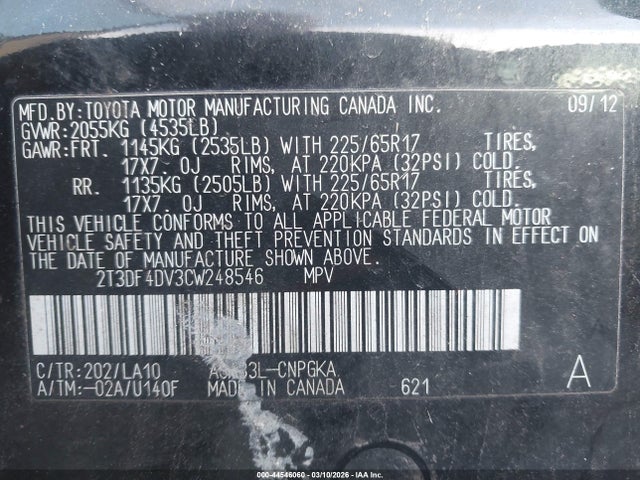 MFD.BY:TOYOTA MOTOR MANUFACTURING CANADA INC. 09/12
GVWR:2055KG (4535LB)
GAWR:FRT. 1145KG (2535LB) WITH 225/65R17 TIRES,
17X7. 0J RIMS, AT 220KPA (32PSI) COLD.
RR. 1135KG (2505LB) WITH 225/65R17 TIRES,
17X7. 0J RIMS, AT 220KPA (32PSI) COLD.
THIS VEHICLE CONFORMS TO ALL APPLICABLE FEDERAL MOTOR
VEHICLE SAFETY AND THEFT PREVENTION STANDARDS IN EFFECT ON
THE DATE OF MANUFACTURE SHOWN ABOVE.
2T3DF4DV3CW248546 MPV
C/TR:202/LA10
A/TM:-02A/U140F MADE IN CANADA 621 A
000-44546060 - 03/10/2026 - IAA Inc.